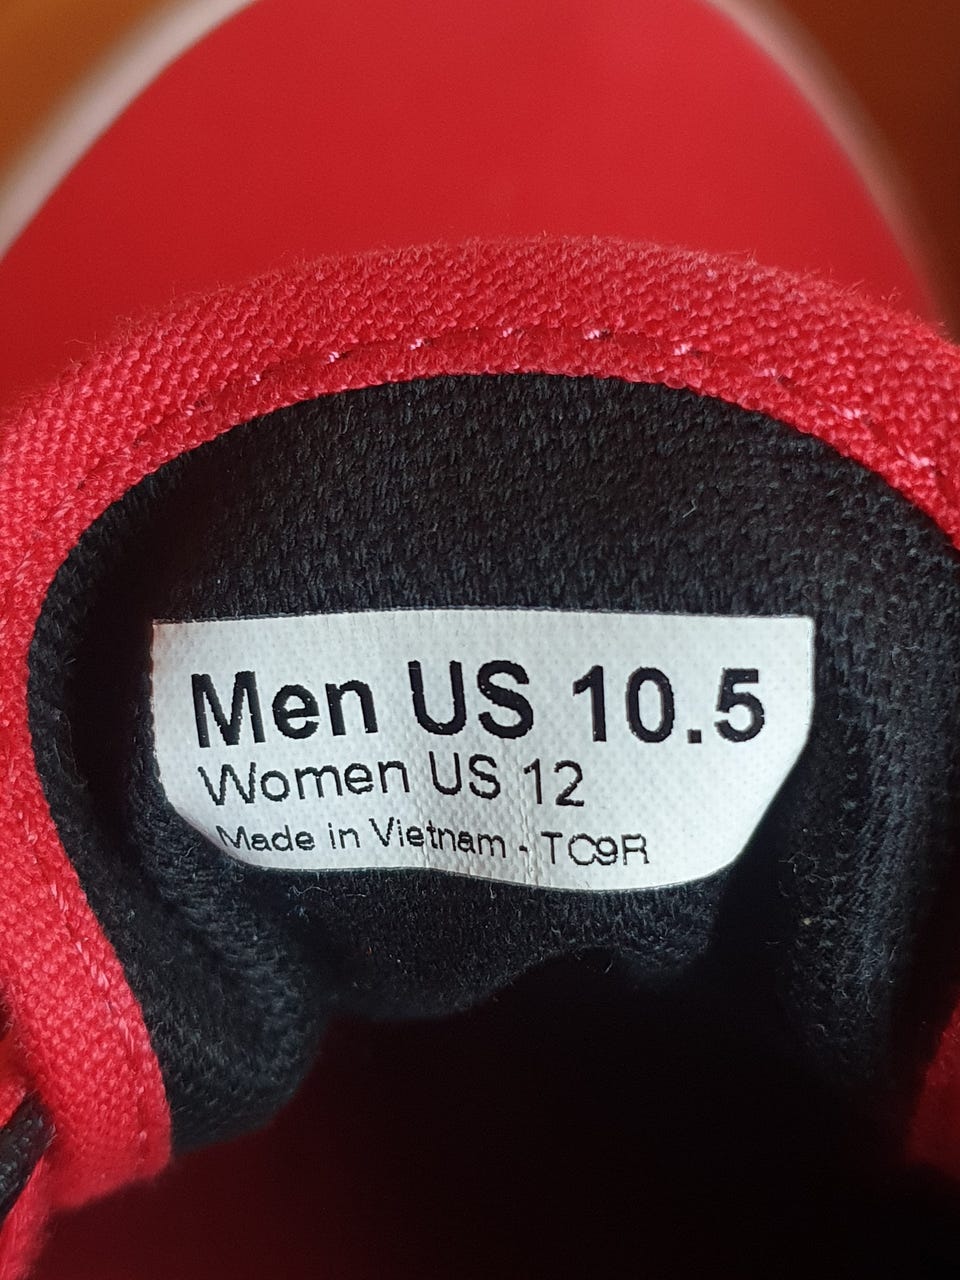 Men US 10.5
Women US 12
Made in Vietnam - TC9R